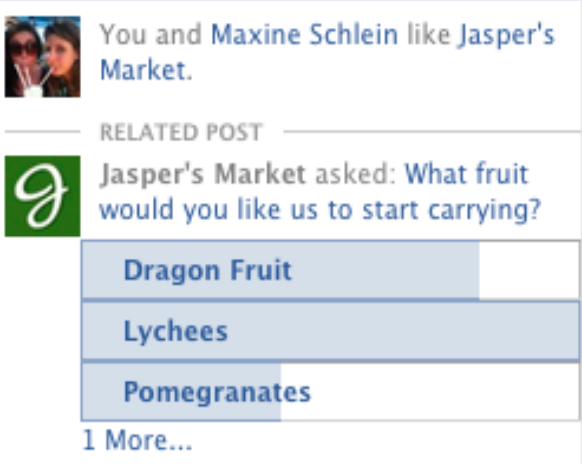 You and Maxine Schlein like Jasper's
Market.
RELATED POST
Jasper's Market asked: What fruit
would you like us to start carrying?
Dragon Fruit
Lychees
Pomegranates
1 More...